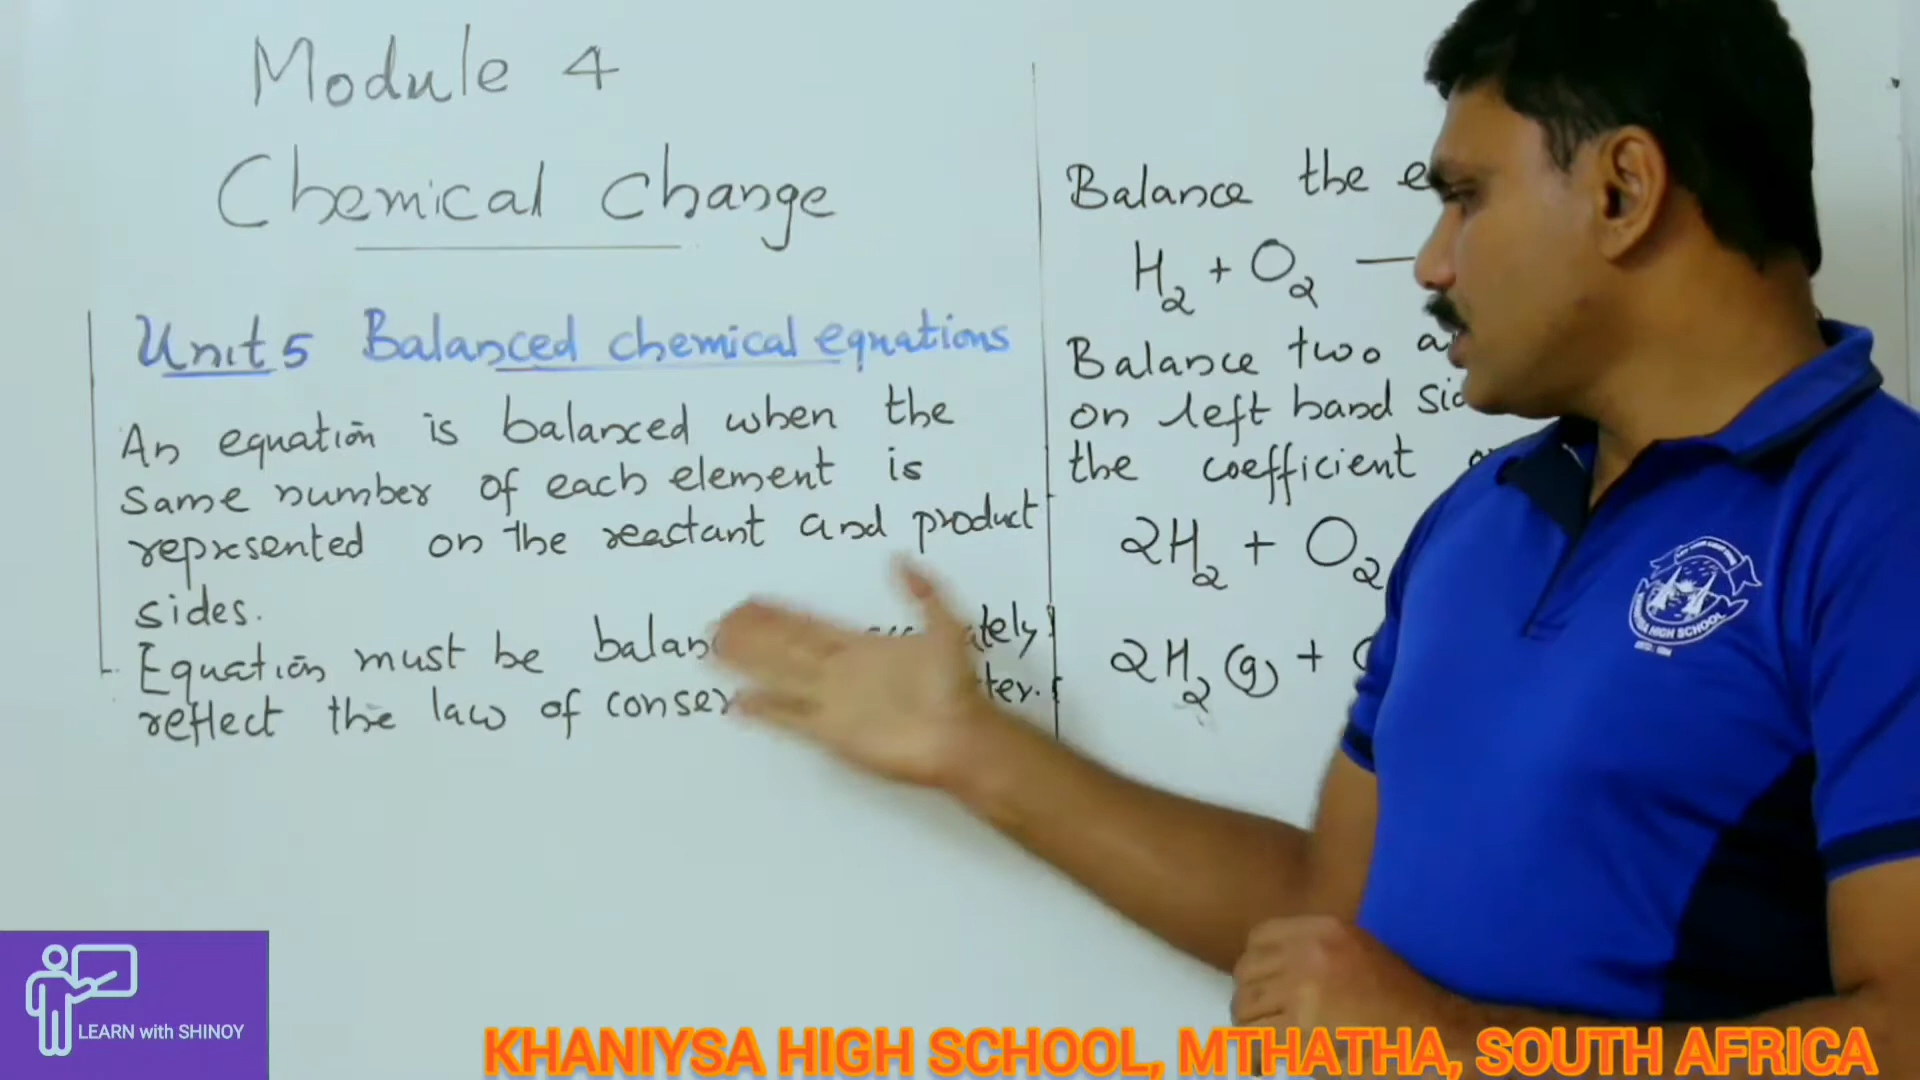 Module 4
Chemical Change
Unit 5 Balanced chemical equations
An equation is balanced when the
same number of each element is
represented on the reactant and product
sides.
Equation must be
reflect the law of
Balance the
H2 + O2 —
Balance two
on left hand
the coefficient
2H2 + O2
2H2 (g) +
HIGH SCHOOL
LEARN with SHINOY
KHANIYSA HIGH SCHOOL, MTHATHA, SOUTH AFRICA